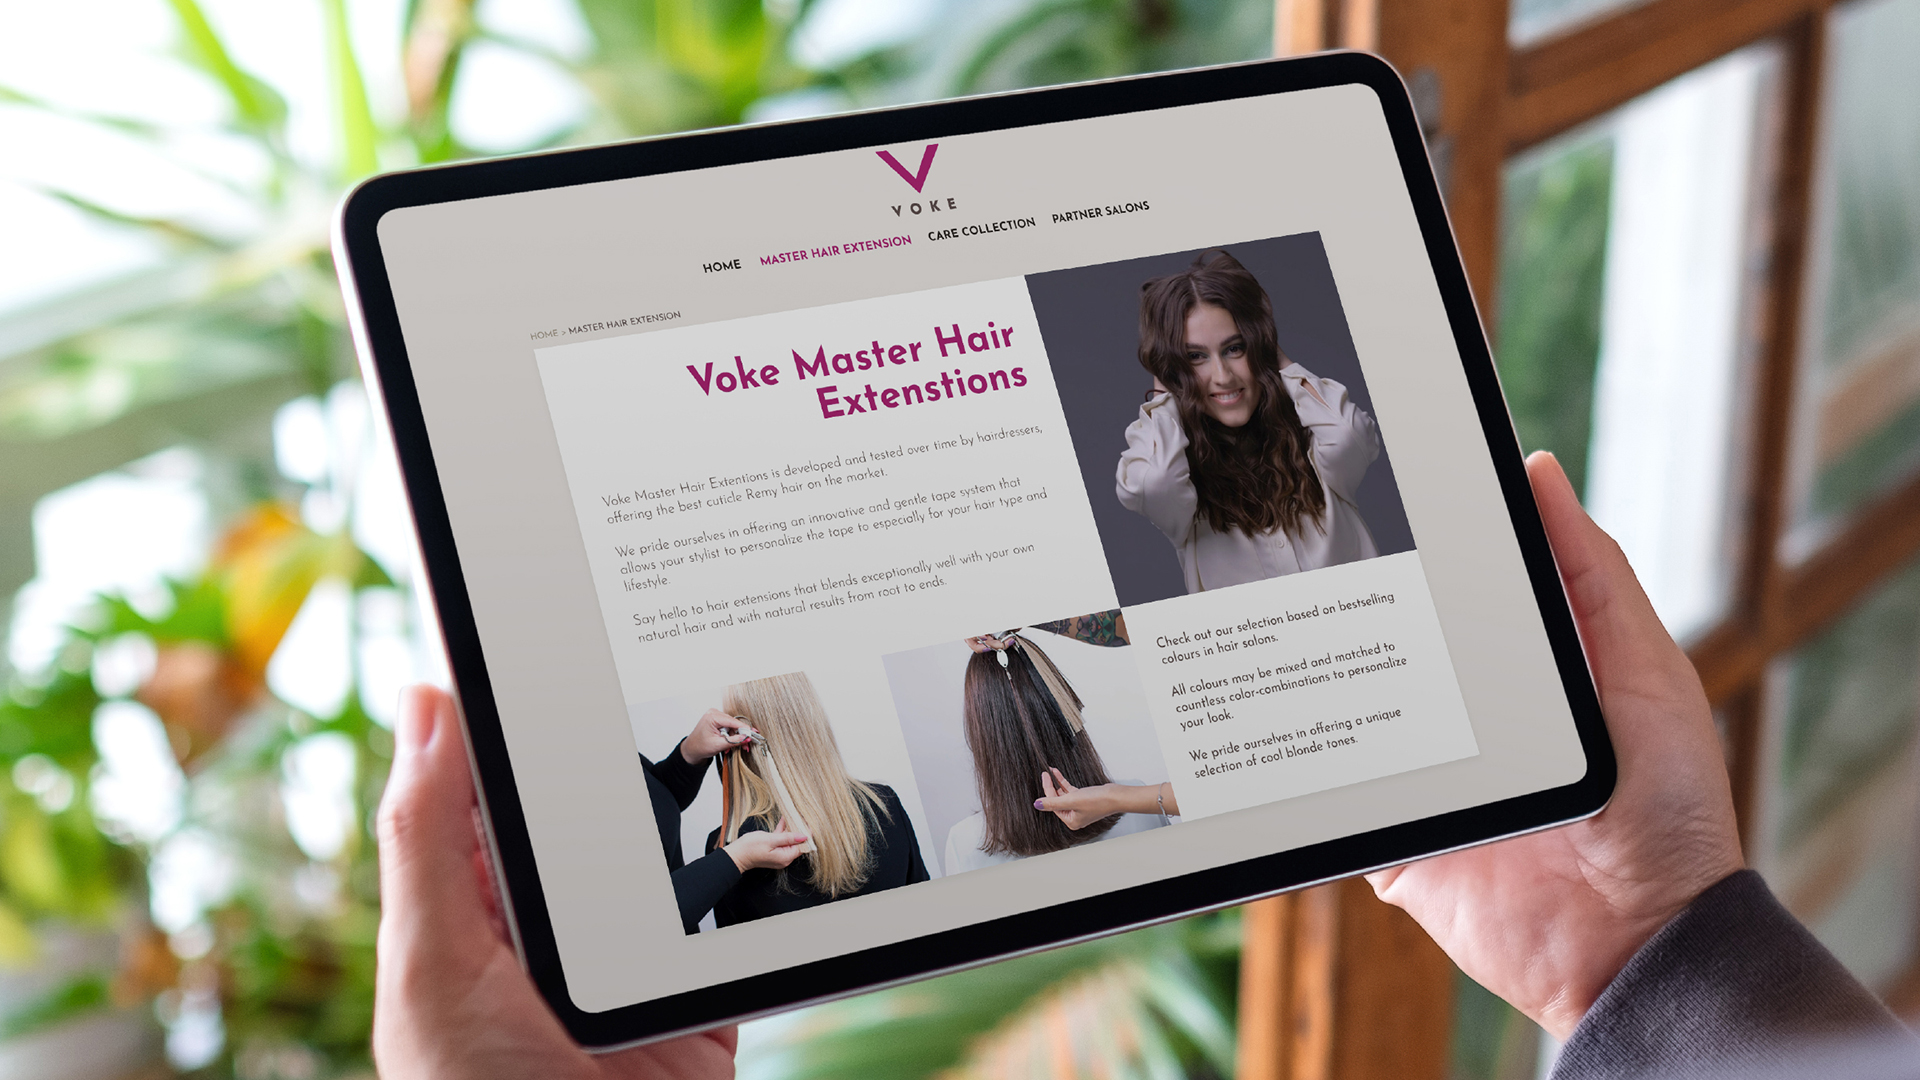 VOKE
HOME MASTER HAIR EXTENSION CARE COLLECTION PARTNER SALONS
HOME > MASTER HAIR EXTENSION
Voke Master Hair
Extenstions
Voke Master Hair Extentions is developed and tested over time by hairdressers,
offering the best cuticle Remy hair on the market.
We pride ourselves in offering an innovative and gentle tape system that
allows your stylist to personalize the tape to especially for your hair type and
lifestyle.
Say hello to hair extensions that blends exceptionally well with your own
natural hair and with natural results from root to ends.
Check out our selection based on bestselling
colours in hair salons.
All colours may be mixed and matched to
countless color-combinations to personalize
your look.
We pride ourselves in offering a unique
selection of cool blonde tones.